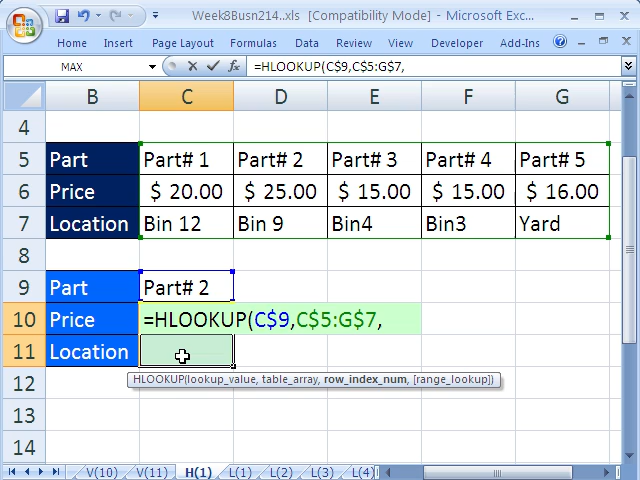 Week8Busn214..xls [Compatibility Mode] - Microsoft Exc...
Home Insert Page Layout Formulas Data Review View Developer Add-Ins
MAX fx =HLOOKUP(C$9,C$5:G$7,
B C D E F G
4
5 Part Part# 1 Part# 2 Part# 3 Part# 4 Part# 5
6 Price $ 20.00 $ 25.00 $ 15.00 $ 15.00 $ 16.00
7 Location Bin 12 Bin 9 Bin4 Bin3 Yard
8
9 Part Part# 2
10 Price =HLOOKUP(C$9,C$5:G$7,
11 Location
HLOOKUP(lookup_value, table_array, row_index_num, [range_lookup])
12
13
14
V(10) V(11) H(1) L(1) L(2) L(3) L(4)